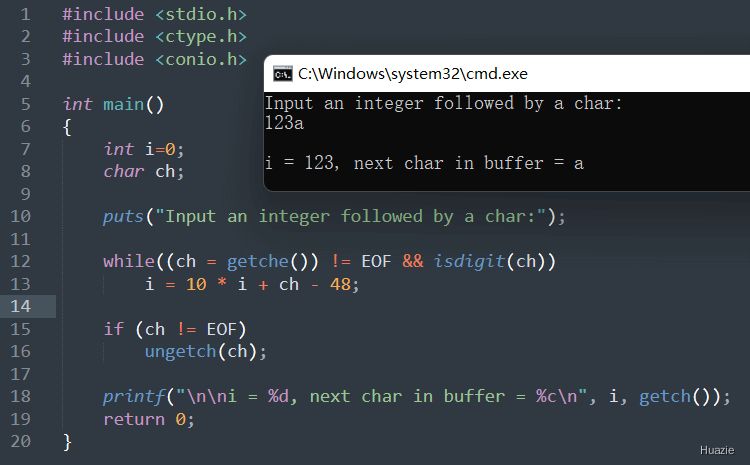 1 #include <stdio.h>
2 #include <ctype.h>
3 #include <conio.h>
4
5 int main()
6 {
7     int i=0;
8     char ch;
9
10     puts("Input an integer followed by a char:");
11
12     while((ch = getche()) != EOF && isdigit(ch))
13         i = 10 * i + ch - 48;
14
15     if (ch != EOF)
16         ungetch(ch);
17
18     printf("\n\ni = %d, next char in buffer = %c\n", i, getch());
19     return 0;
20 }
C:\Windows\system32\cmd.exe
Input an integer followed by a char:
123a
i = 123, next char in buffer = a
Huazie